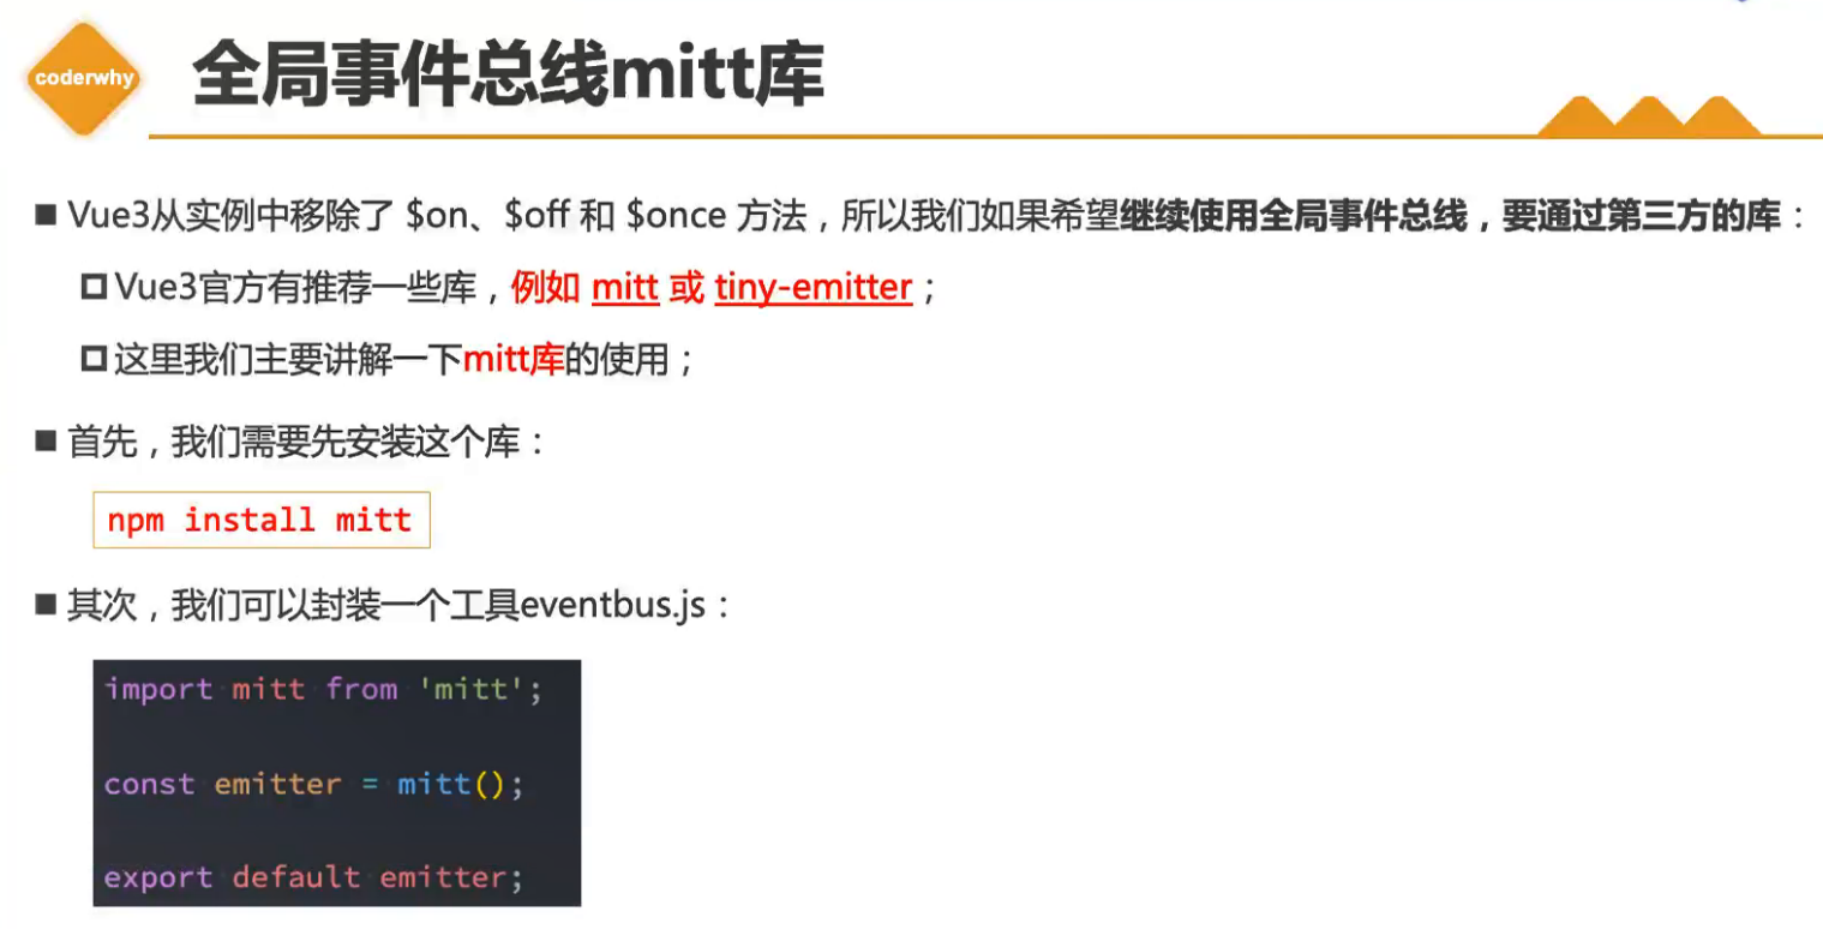 coderwhy
全局事件总线mitt库
Vue3从实例中移除了 $on、$off 和 $once 方法，所以我们如果希望继续使用全局事件总线，要通过第三方的库：
Vue3官方有推荐一些库，例如 mitt 或 tiny-emitter；
这里我们主要讲解一下mitt库的使用；
首先，我们需要先安装这个库：
npm install mitt
其次，我们可以封装一个工具eventbus.js：
import mitt from 'mitt';
const emitter = mitt();
export default emitter;